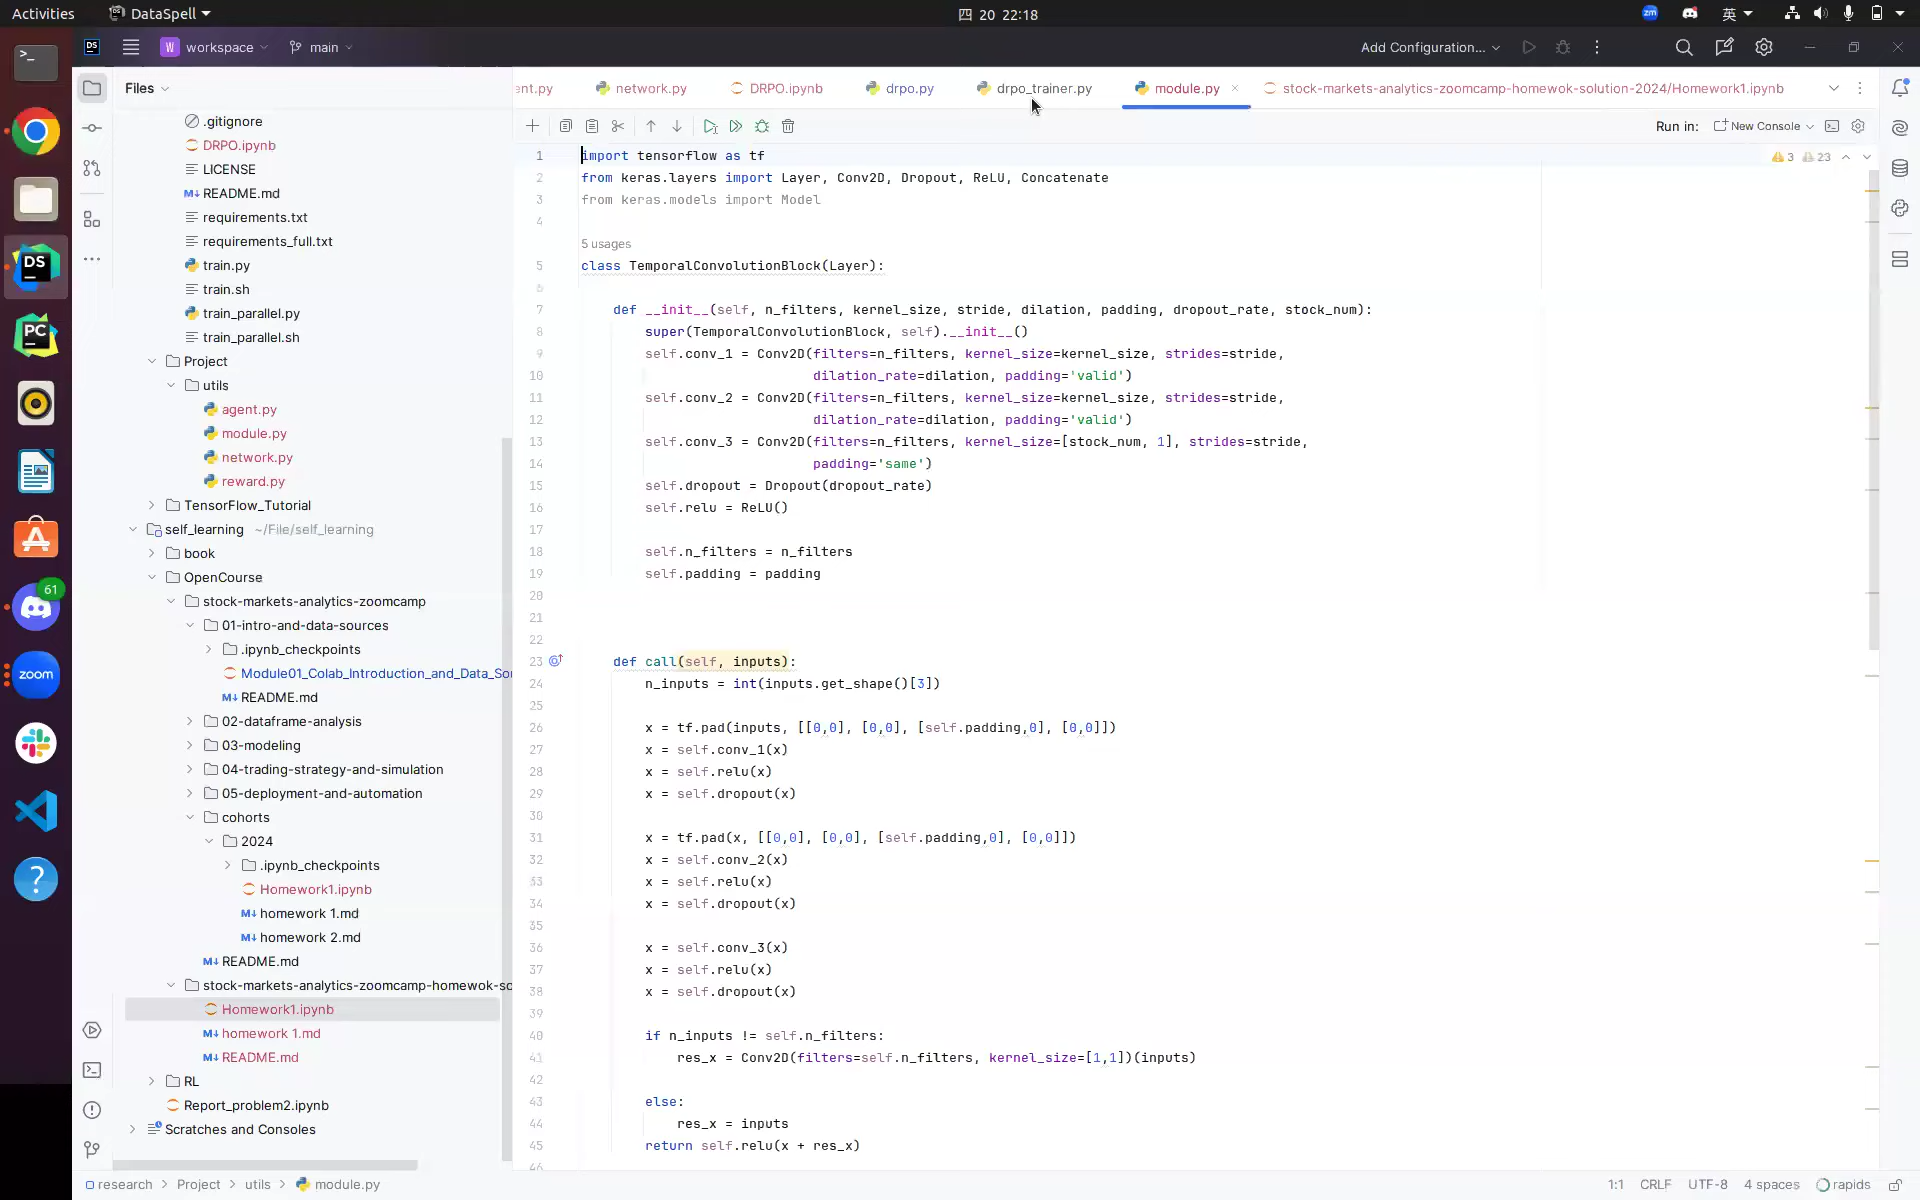 Activities DataSpell 四 20 22:18 zm 英
DS W workspace main Add Configuration...
Files ent.py network.py DRPO.ipynb drpo.py drpo_trainer.py module.py stock-markets-analytics-zoomcamp-homewok-solution-2024/Homework1.ipynb
Run in: New Console
.gitignore
DRPO.ipynb
LICENSE
M↓ README.md
requirements.txt
requirements_full.txt
train.py
train.sh
train_parallel.py
train_parallel.sh
Project
utils
agent.py
module.py
network.py
reward.py
TensorFlow_Tutorial
self_learning ~/File/self_learning
book
OpenCourse
stock-markets-analytics-zoomcamp
01-intro-and-data-sources
.ipynb_checkpoints
Module01_Colab_Introduction_and_Data_Sou
M↓ README.md
02-dataframe-analysis
03-modeling
04-trading-strategy-and-simulation
05-deployment-and-automation
cohorts
2024
.ipynb_checkpoints
Homework1.ipynb
M↓ homework 1.md
M↓ homework 2.md
M↓ README.md
stock-markets-analytics-zoomcamp-homewok-so
Homework1.ipynb
M↓ homework 1.md
M↓ README.md
RL
Report_problem2.ipynb
Scratches and Consoles
DS
PC
61
zoom
?
3 23
1 import tensorflow as tf
2 from keras.layers import Layer, Conv2D, Dropout, ReLU, Concatenate
3 from keras.models import Model
4
5 usages
5 class TemporalConvolutionBlock(Layer):
6
7 def __init__(self, n_filters, kernel_size, stride, dilation, padding, dropout_rate, stock_num):
8 super(TemporalConvolutionBlock, self).__init__()
9 self.conv_1 = Conv2D(filters=n_filters, kernel_size=kernel_size, strides=stride,
10 dilation_rate=dilation, padding='valid')
11 self.conv_2 = Conv2D(filters=n_filters, kernel_size=kernel_size, strides=stride,
12 dilation_rate=dilation, padding='valid')
13 self.conv_3 = Conv2D(filters=n_filters, kernel_size=[stock_num, 1], strides=stride,
14 padding='same')
15 self.dropout = Dropout(dropout_rate)
16 self.relu = ReLU()
17
18 self.n_filters = n_filters
19 self.padding = padding
20
21
22
23 def call(self, inputs):
24 n_inputs = int(inputs.get_shape()[3])
25
26 x = tf.pad(inputs, [[0,0], [0,0], [self.padding,0], [0,0]])
27 x = self.conv_1(x)
28 x = self.relu(x)
29 x = self.dropout(x)
30
31 x = tf.pad(x, [[0,0], [0,0], [self.padding,0], [0,0]])
32 x = self.conv_2(x)
33 x = self.relu(x)
34 x = self.dropout(x)
35
36 x = self.conv_3(x)
37 x = self.relu(x)
38 x = self.dropout(x)
39
40 if n_inputs != self.n_filters:
41 res_x = Conv2D(filters=self.n_filters, kernel_size=[1,1])(inputs)
42
43 else:
44 res_x = inputs
45 return self.relu(x + res_x)
46
research > Project > utils > module.py 1:1 CRLF UTF-8 4 spaces rapids